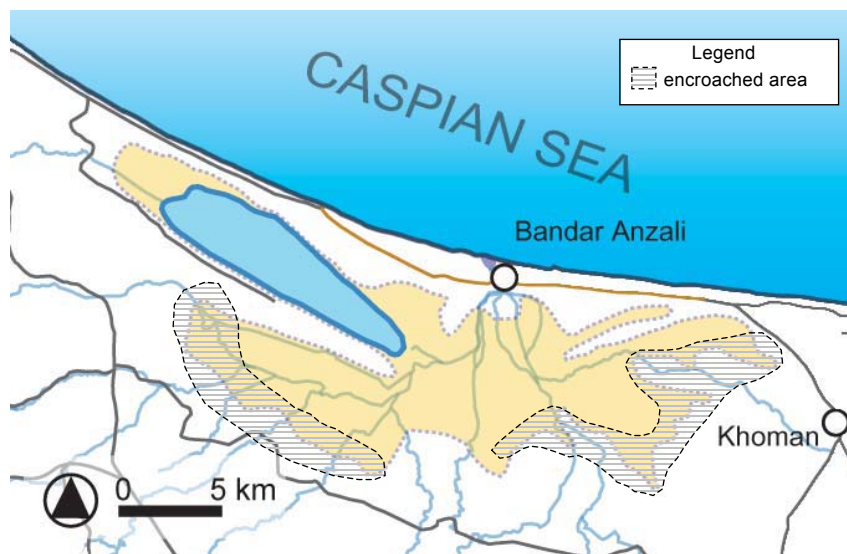 Legend
encroached area
CASPIAN SEA
Bandar Anzali
Khoman
0 5 km